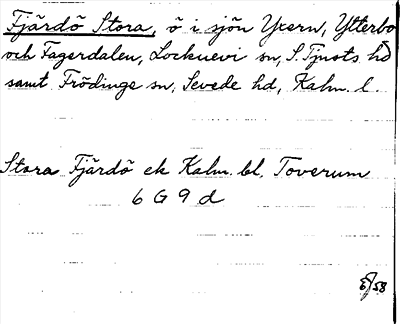 Fjärdö Stora, ö i sjön Yxern, Ytterbo
och Fagerdalen, Locknevi sn, S. Tjusts hd
samt Frödinge sn, Sevede hd, Kalm. l.
Stora Fjärdö ek Kalm. bl. Toverum
6 G 9 d
58